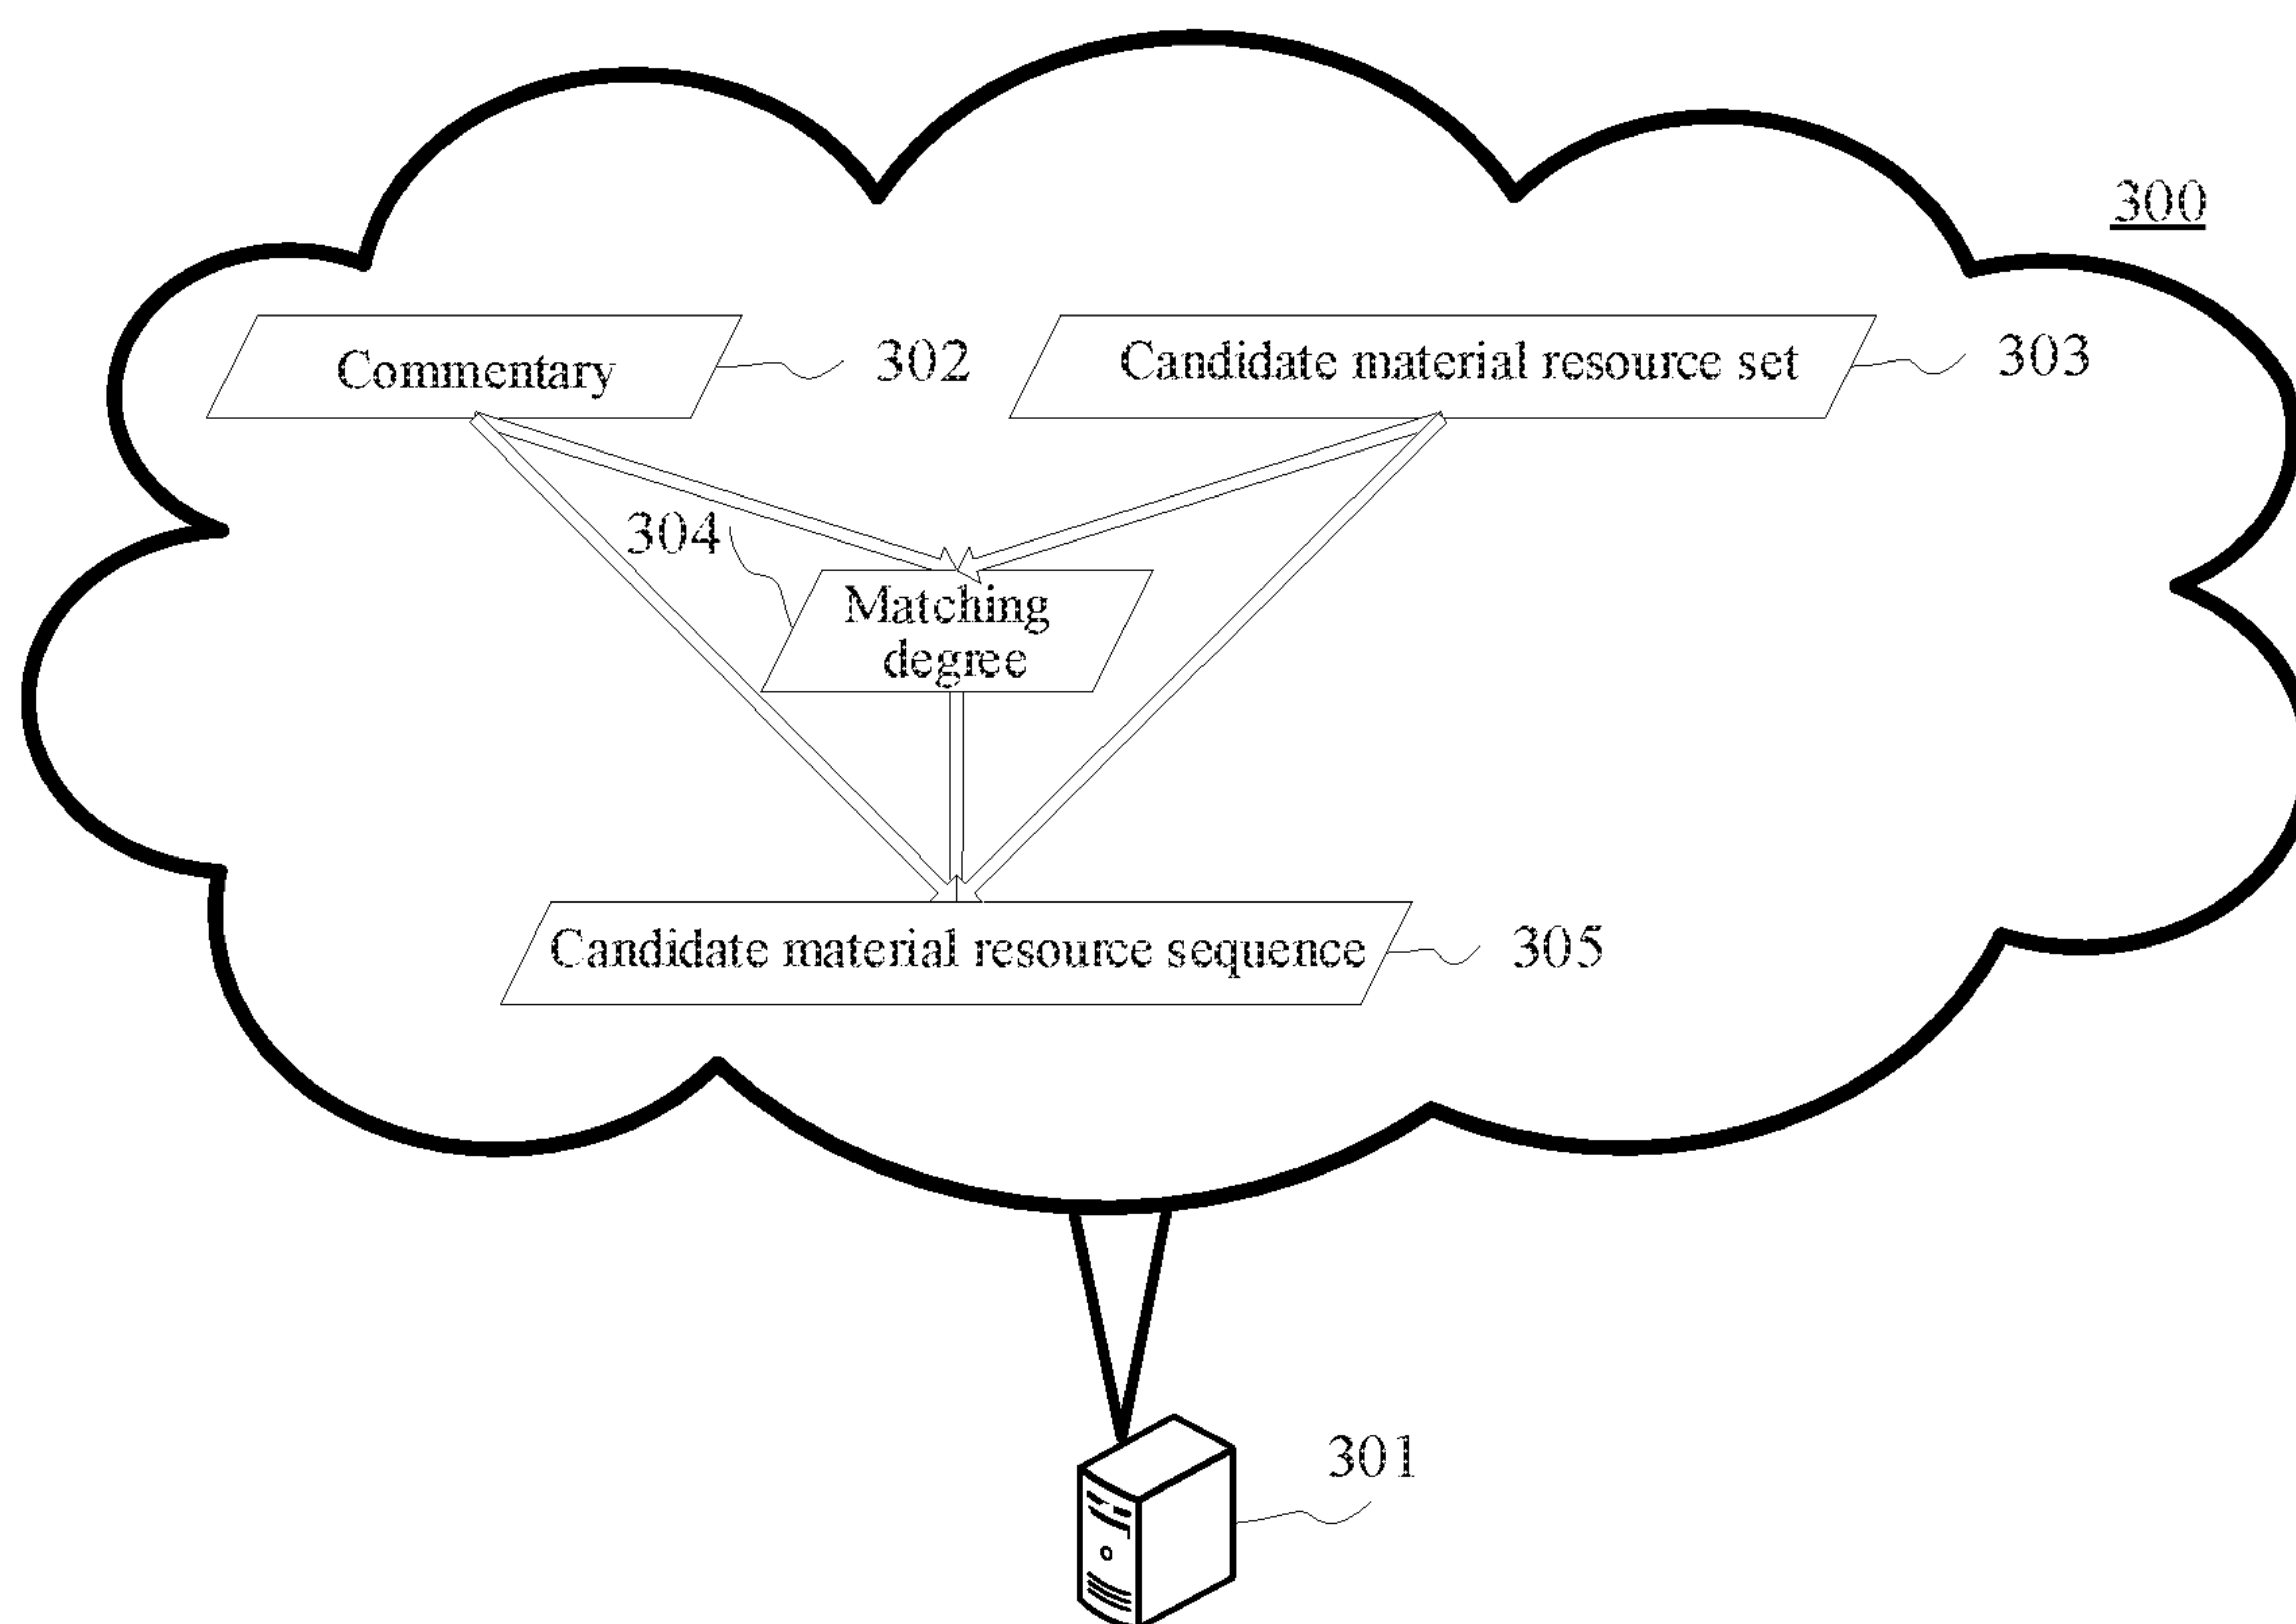 300
Commentary
302
Candidate material resource set
303
304
Matching
degree
Candidate material resource sequence
305
301